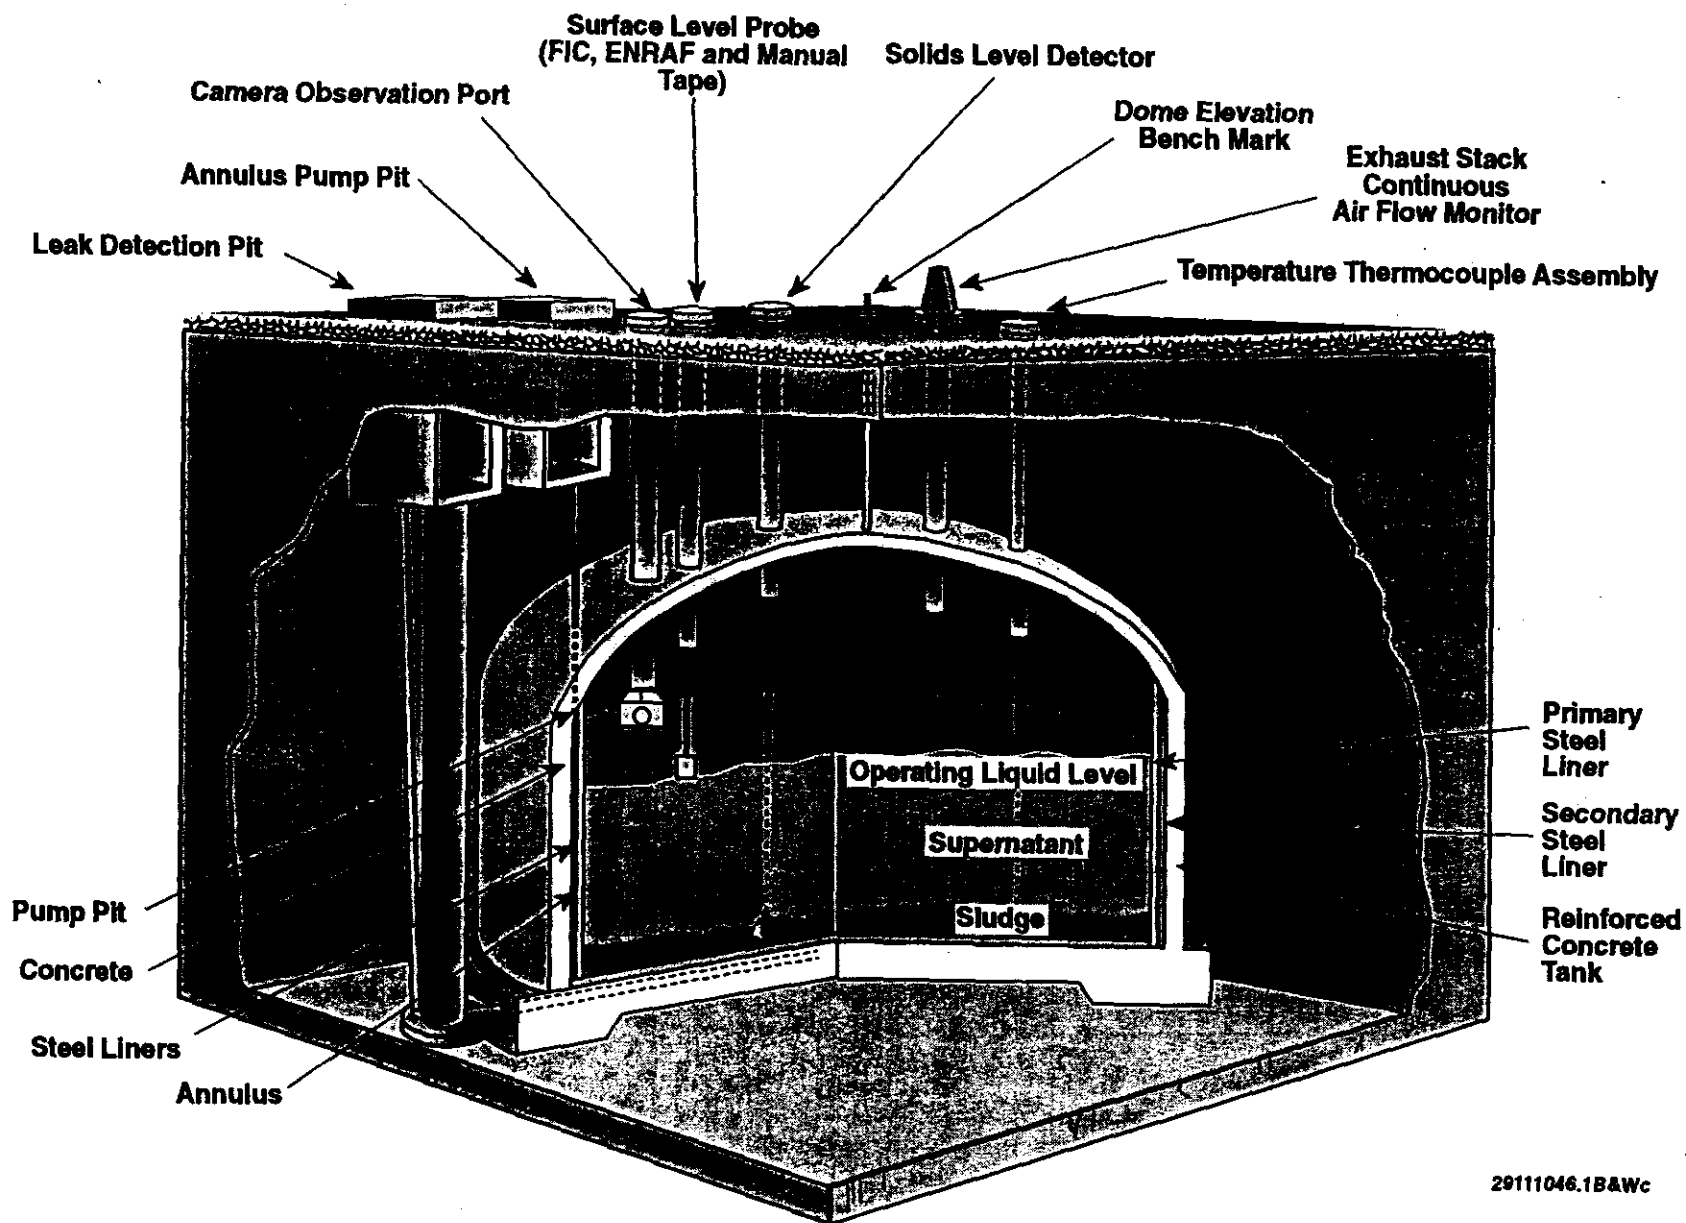 Surface Level Probe
(FIC, ENRAF and Manual
Tape)
Solids Level Detector
Camera Observation Port
Dome Elevation
Bench Mark
Exhaust Stack
Continuous
Air Flow Monitor
Annulus Pump Pit
Leak Detection Pit
Temperature Thermocouple Assembly
Primary
Steel
Liner
Operating Liquid Level
Secondary
Steel
Liner
Supernatant
Pump Pit
Sludge
Reinforced
Concrete
Tank
Concrete
Steel Liners
Annulus
29111046.1B&Wc